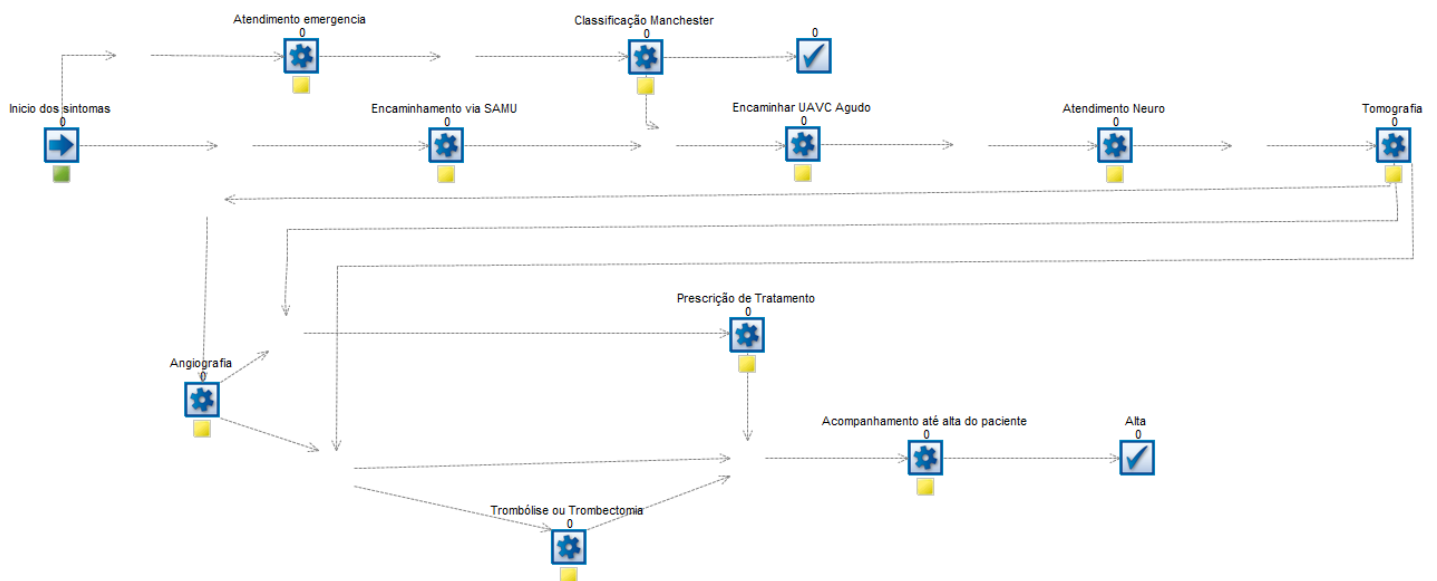 Atendimento emergencia
0
Classificação Manchester
0
0
Inicio dos sintomas
0
Encaminhamento via SAMU
0
Encaminhar UAVC Agudo
0
Atendimento Neuro
0
Tomografia
0
Prescrição de Tratamento
0
Angiografia
0
Acompanhamento até alta do paciente
0
Alta
0
Trombólise ou Trombectomia
0